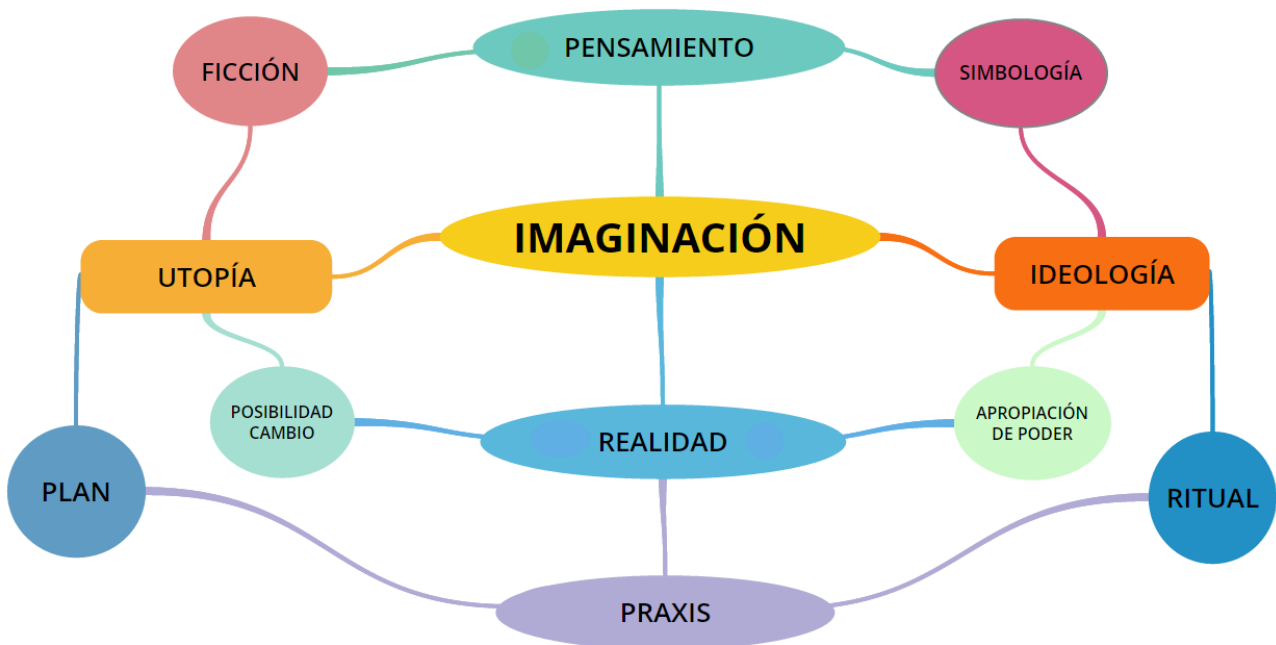 PENSAMIENTO
FICCIÓN
SIMBOLOGÍA
IMAGINACIÓN
UTOPÍA
IDEOLOGÍA
POSIBILIDAD
CAMBIO
REALIDAD
APROPIACIÓN
DE PODER
PLAN
RITUAL
PRAXIS